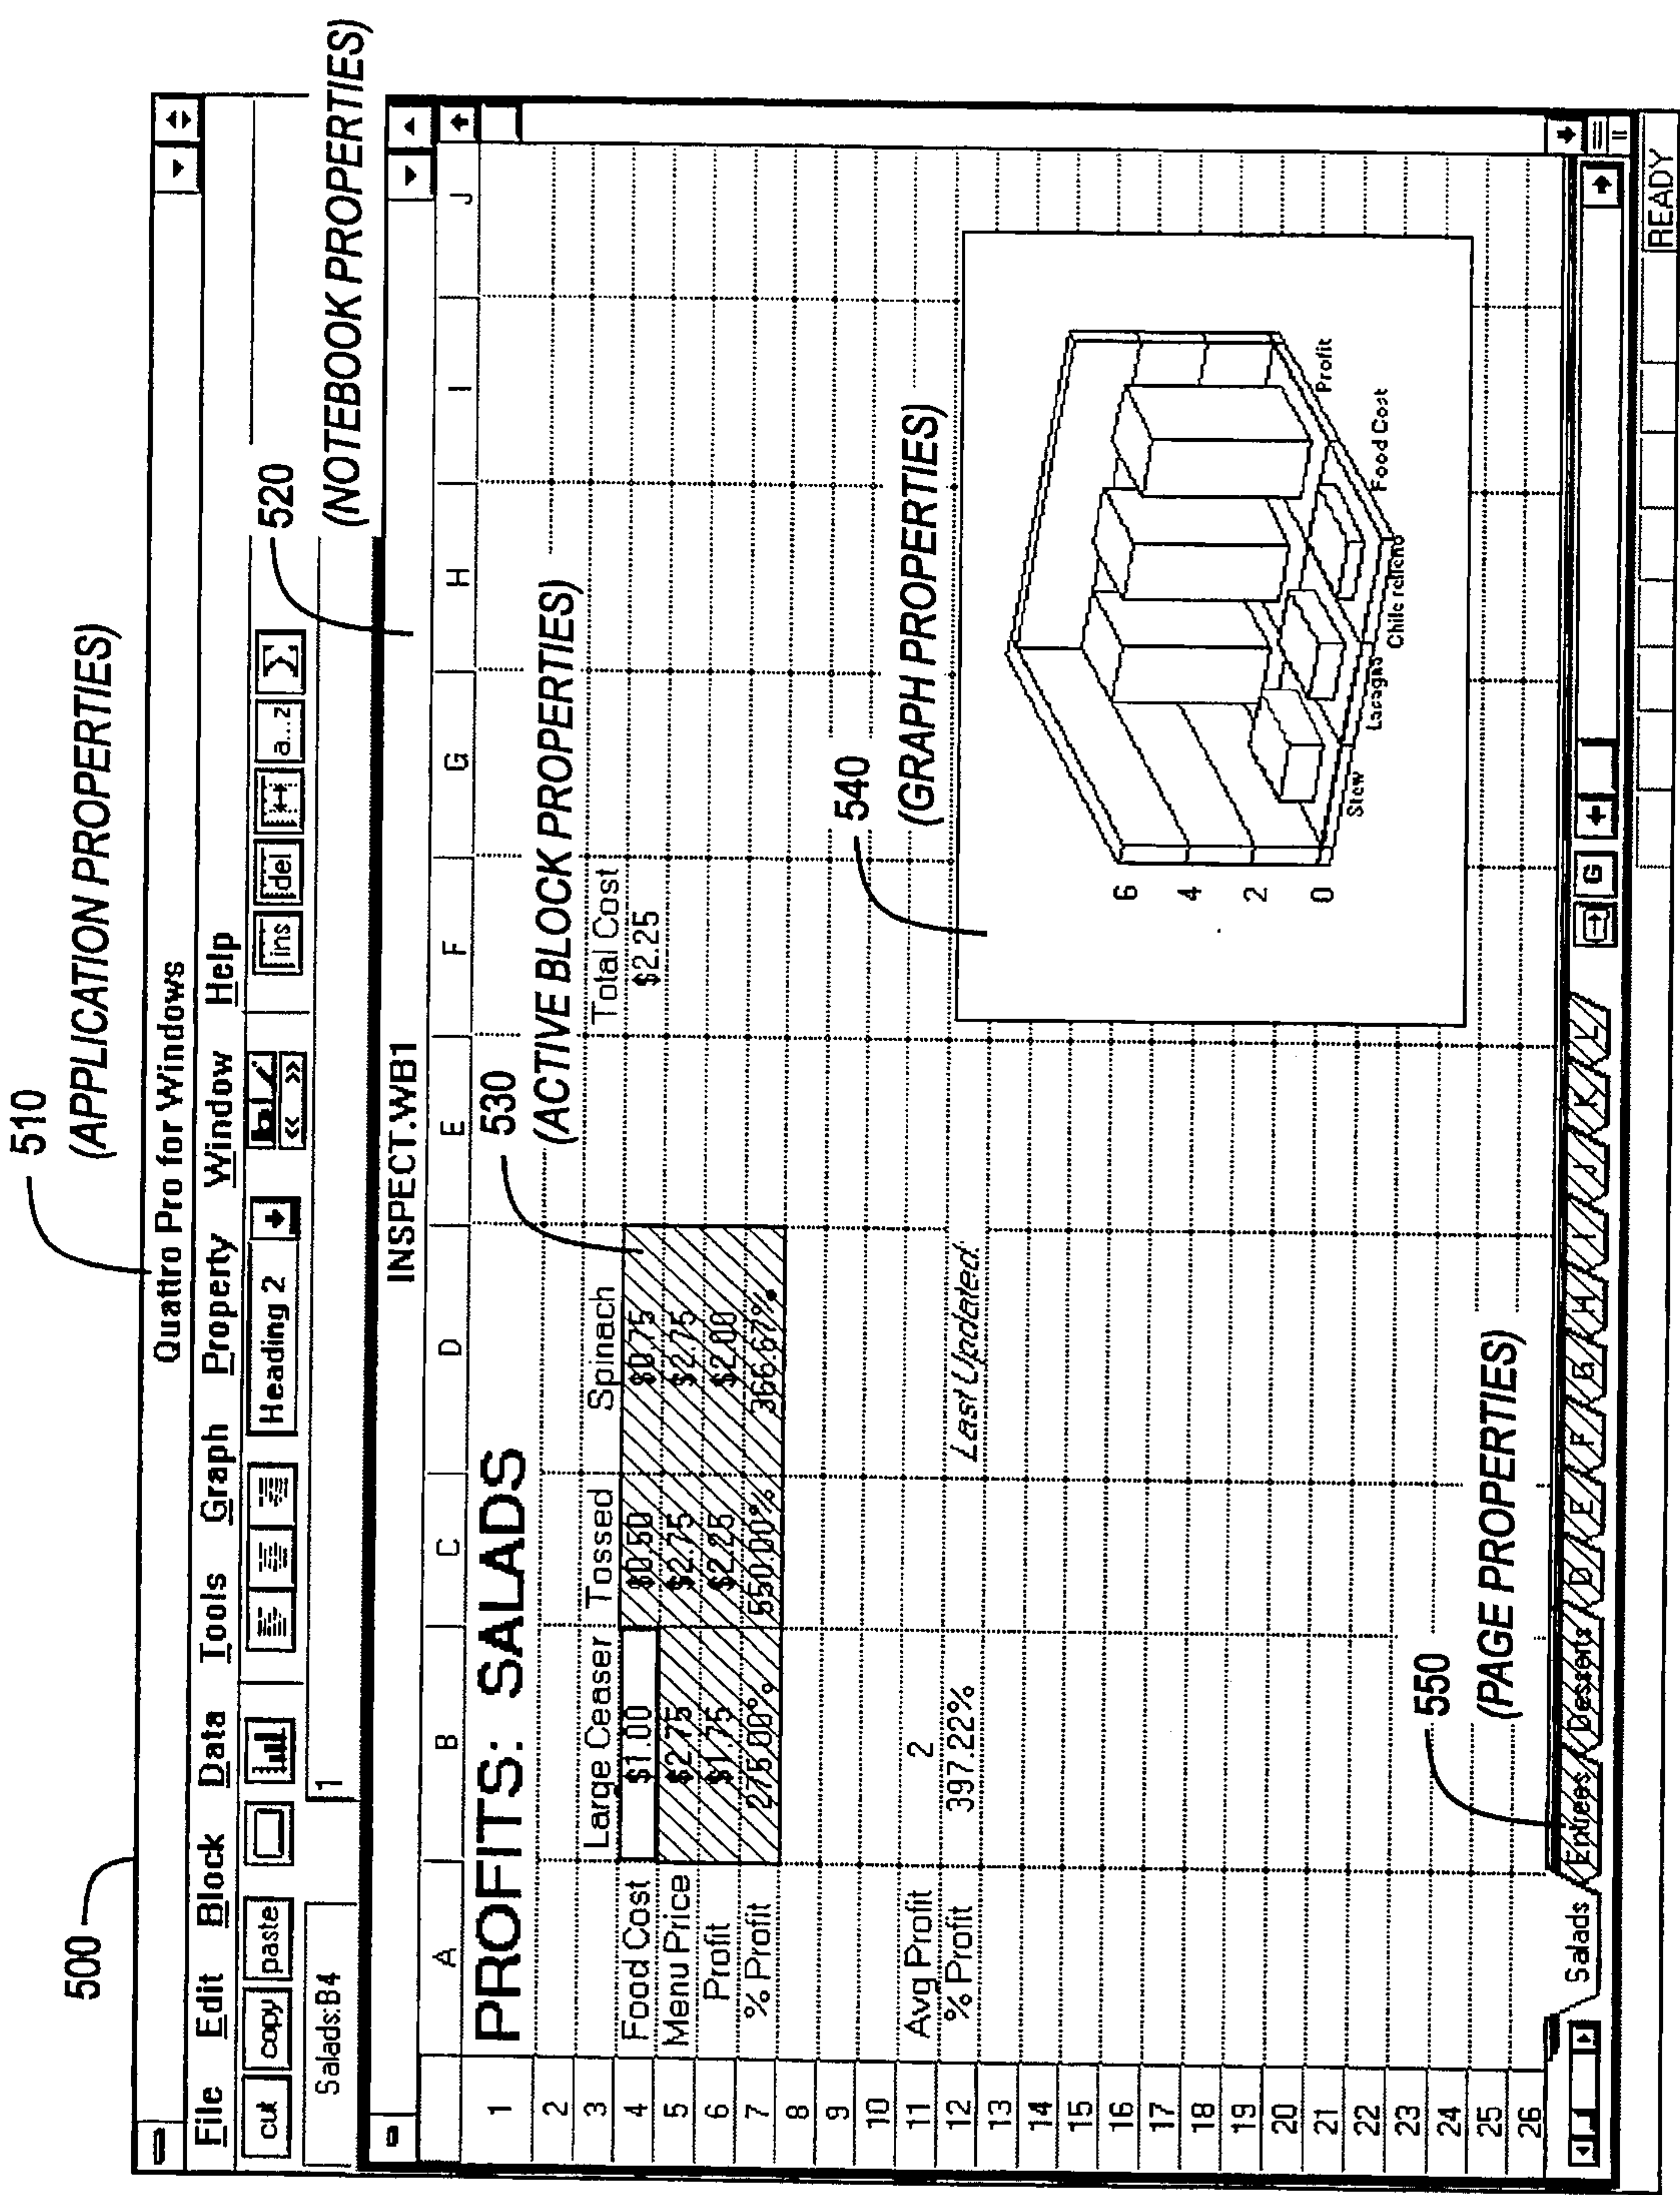 500
510
(APPLICATION PROPERTIES)
Quattro Pro for Windows
File Edit Block Data Tools Graph Property Window Help
cut copy paste Heading 2 ins del a..z Σ
520
(NOTEBOOK PROPERTIES)
Salads:B4 1
INSPECT.WB1
A B C D E F G H I J
1 PROFITS: SALADS
530
(ACTIVE BLOCK PROPERTIES)
2
3 Large Ceaser Tossed Spinach Total Cost
4 Food Cost $1.00 $0.50 $0.75 $2.25
5 Menu Price $2.75 $2.75 $2.75
6 Profit $1.75 $2.25 $2.00
7 % Profit 275.00% 550.00% 366.67%
8
9
10
11 Avg Profit 2
12 % Profit 397.22% Last Updated:
540
(GRAPH PROPERTIES)
13
14
15
16
17
18
19
20
21
22
23
24
25
26
6
4
2
0
Stew
Lasagna
Chile relleno
Food Cost
Profit
550
(PAGE PROPERTIES)
Salads Entrees Desserts D E F G H I J K L G
READY